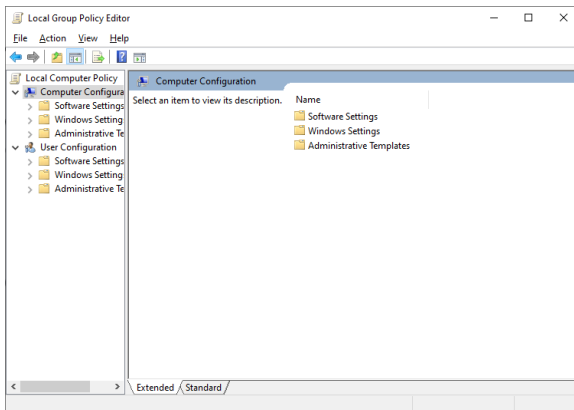 Local Group Policy Editor
File Action View Help
Local Computer Policy
Computer Configura
Software Settings
Windows Setting
Administrative Te
User Configuration
Software Settings
Windows Setting
Administrative Te
Computer Configuration
Select an item to view its description.
Name
Software Settings
Windows Settings
Administrative Templates
Extended Standard